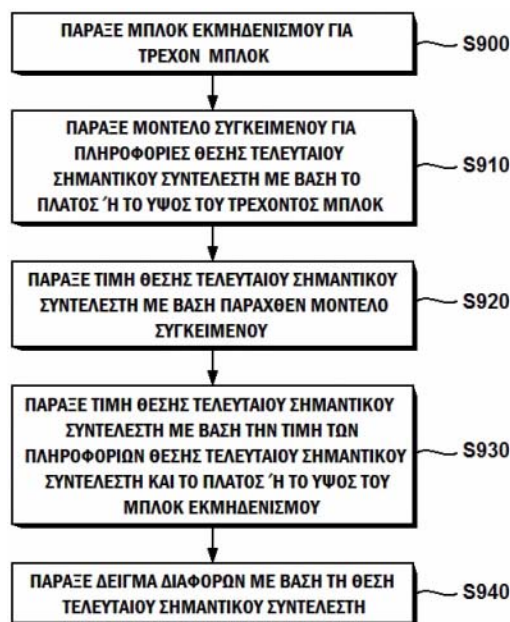 ΠΑΡΑΞΕ ΜΠΛΟΚ ΕΚΜΗΔΕΝΙΣΜΟΥ ΓΙΑ
ΤΡΕΧΟΝ ΜΠΛΟΚ
S900
ΠΑΡΑΞΕ ΜΟΝΤΕΛΟ ΣΥΓΚΕΙΜΕΝΟΥ ΓΙΑ
ΠΛΗΡΟΦΟΡΙΕΣ ΘΕΣΗΣ ΤΕΛΕΥΤΑΙΟΥ
ΣΗΜΑΝΤΙΚΟΥ ΣΥΝΤΕΛΕΣΤΗ ΜΕ ΒΑΣΗ ΤΟ
ΠΛΑΤΟΣ Ή ΤΟ ΥΨΟΣ ΤΟΥ ΤΡΕΧΟΝΤΟΣ ΜΠΛΟΚ
S910
ΠΑΡΑΞΕ ΤΙΜΗ ΘΕΣΗΣ ΤΕΛΕΥΤΑΙΟΥ ΣΗΜΑΝΤΙΚΟΥ
ΣΥΝΤΕΛΕΣΤΗ ΜΕ ΒΑΣΗ ΠΑΡΑΧΘΕΝ ΜΟΝΤΕΛΟ
ΣΥΓΚΕΙΜΕΝΟΥ
S920
ΠΑΡΑΞΕ ΤΙΜΗ ΘΕΣΗΣ ΤΕΛΕΥΤΑΙΟΥ ΣΗΜΑΝΤΙΚΟΥ
ΣΥΝΤΕΛΕΣΤΗ ΜΕ ΒΑΣΗ ΤΗΝ ΤΙΜΗ ΤΩΝ
ΠΛΗΡΟΦΟΡΙΩΝ ΘΕΣΗΣ ΤΕΛΕΥΤΑΙΟΥ ΣΗΜΑΝΤΙΚΟΥ
ΣΥΝΤΕΛΕΣΤΗ ΚΑΙ ΤΟ ΠΛΑΤΟΣ Ή ΤΟ ΥΨΟΣ ΤΟΥ
ΜΠΛΟΚ ΕΚΜΗΔΕΝΙΣΜΟΥ
S930
ΠΑΡΑΞΕ ΔΕΙΓΜΑ ΔΙΑΦΟΡΩΝ ΜΕ ΒΑΣΗ ΤΗ ΘΕΣΗ
ΤΕΛΕΥΤΑΙΟΥ ΣΗΜΑΝΤΙΚΟΥ ΣΥΝΤΕΛΕΣΤΗ
S940